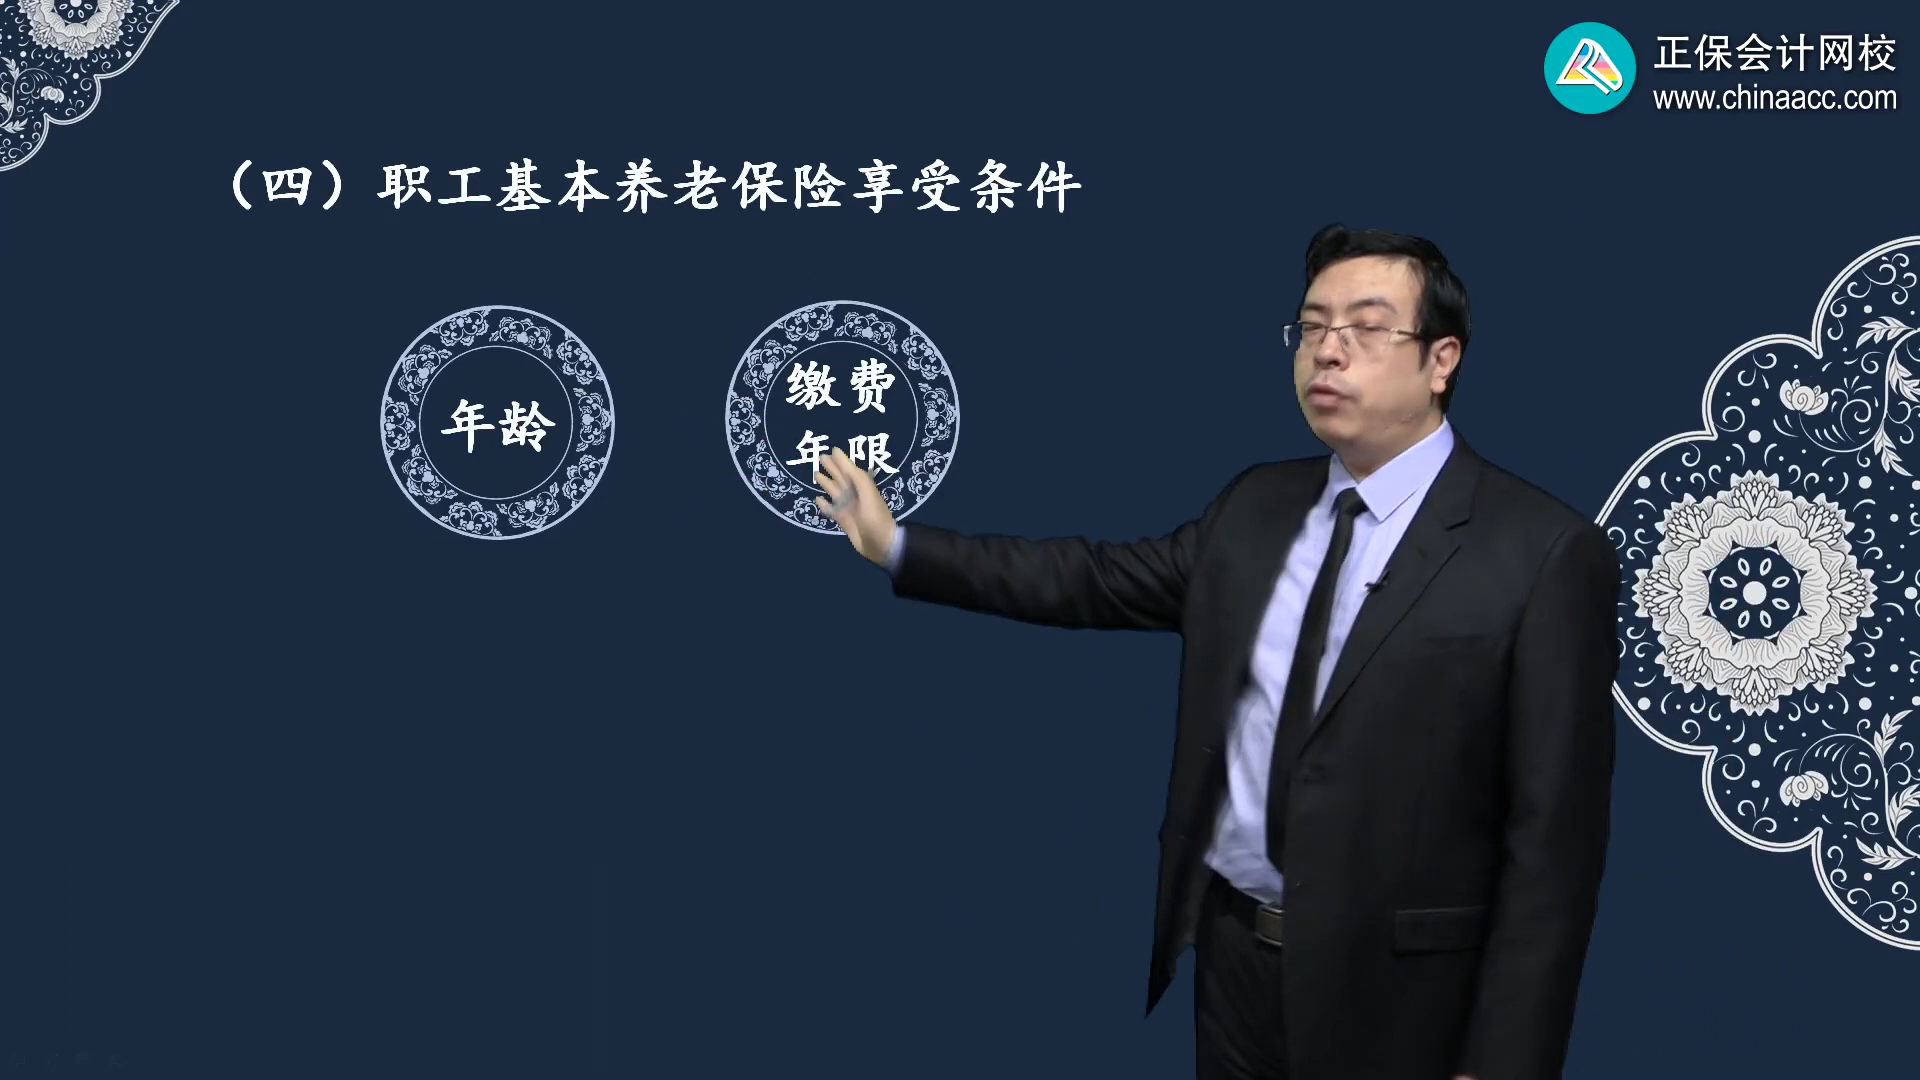 正保会计网校
www.chinaacc.com
（四）职工基本养老保险享受条件
年龄
缴费
年限